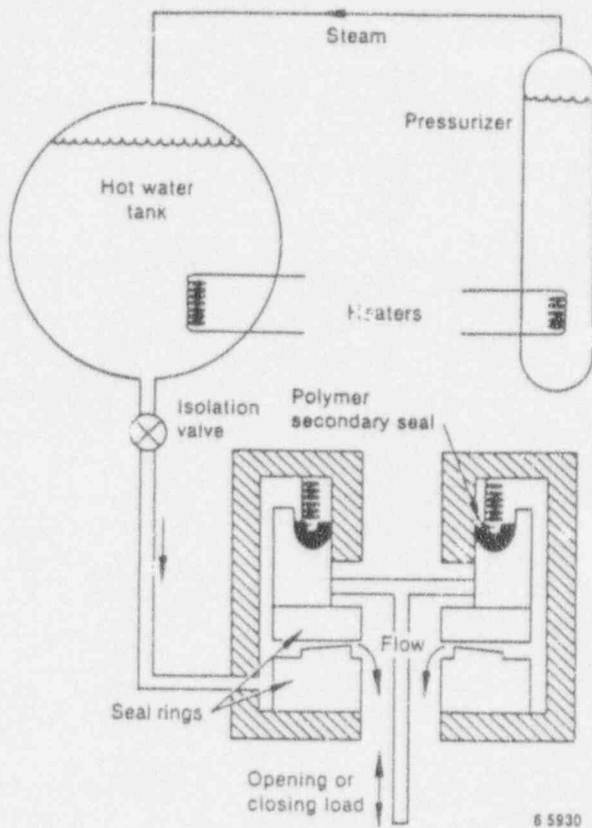 Steam
Pressurizer
Hot water
tank
Heaters
Isolation
valve
Polymer
secondary seal
Flow
Seal rings
Opening or
closing load
6 5930